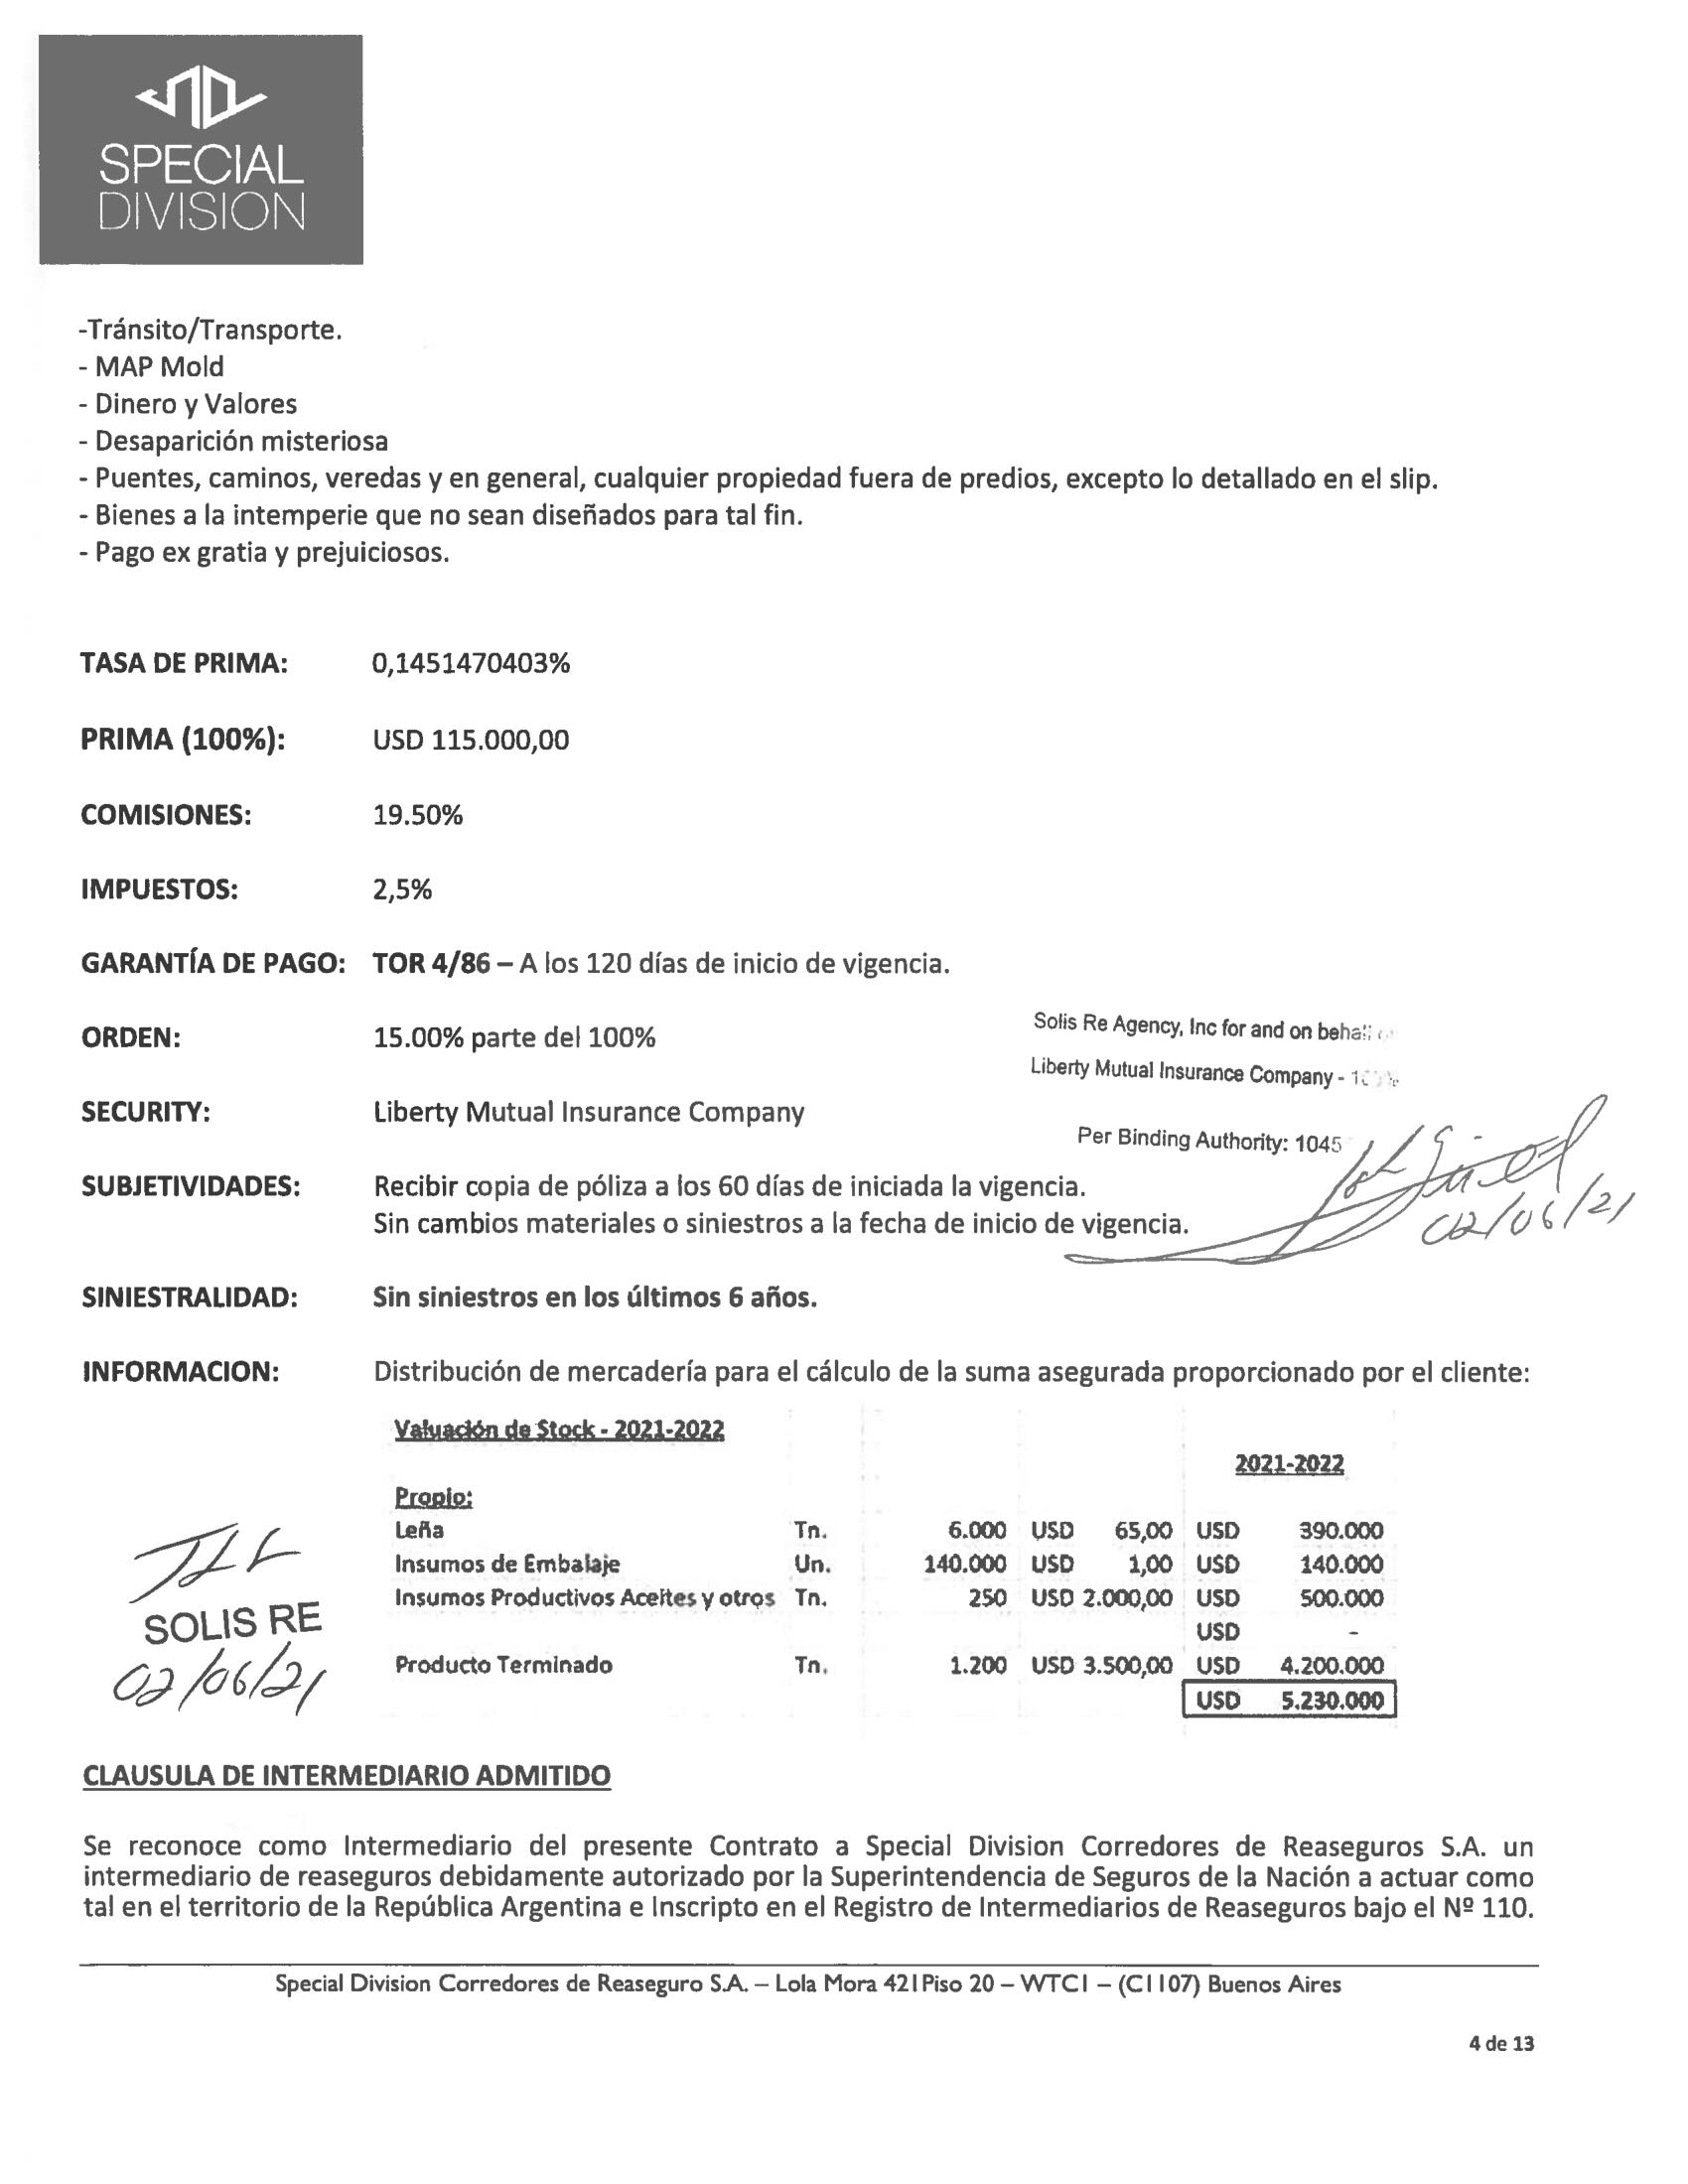 SPECIAL
DIVISION
-Tránsito/Transporte.
- MAP Mold
- Dinero y Valores
- Desaparición misteriosa
- Puentes, caminos, veredas y en general, cualquier propiedad fuera de predios, excepto lo detallado en el slip.
- Bienes a la intemperie que no sean diseñados para tal fin.
- Pago ex gratia y prejuiciosos.
TASA DE PRIMA: 0,1451470403%
PRIMA (100%): USD 115.000,00
COMISIONES: 19.50%
IMPUESTOS: 2,5%
GARANTÍA DE PAGO: TOR 4/86 – A los 120 días de inicio de vigencia.
ORDEN: 15.00% parte del 100%
Solis Re Agency, Inc for and on behalf
Liberty Mutual Insurance Company -
SECURITY: Liberty Mutual Insurance Company
Per Binding Authority: 1045
SUBJETIVIDADES: Recibir copia de póliza a los 60 días de iniciada la vigencia.
Sin cambios materiales o siniestros a la fecha de inicio de vigencia.
02/06/21
SINIESTRALIDAD: Sin siniestros en los últimos 6 años.
INFORMACION: Distribución de mercadería para el cálculo de la suma asegurada proporcionado por el cliente:
Valuación de Stock - 2021-2022
2021-2022
Propio:
Leña Tn. 6.000 USD 65,00 USD 390.000
Insumos de Embalaje Un. 140.000 USD 1,00 USD 140.000
Insumos Productivos Aceites y otros Tn. 250 USD 2.000,00 USD 500.000
USD -
Producto Terminado Tn. 1.200 USD 3.500,00 USD 4.200.000
USD 5.230.000
SOLIS RE
02/06/21
CLAUSULA DE INTERMEDIARIO ADMITIDO
Se reconoce como Intermediario del presente Contrato a Special Division Corredores de Reaseguros S.A. un
intermediario de reaseguros debidamente autorizado por la Superintendencia de Seguros de la Nación a actuar como
tal en el territorio de la República Argentina e Inscripto en el Registro de Intermediarios de Reaseguros bajo el Nº 110.
Special Division Corredores de Reaseguro S.A. – Lola Mora 421 Piso 20 – WTC1 – (C1107) Buenos Aires
4 de 13